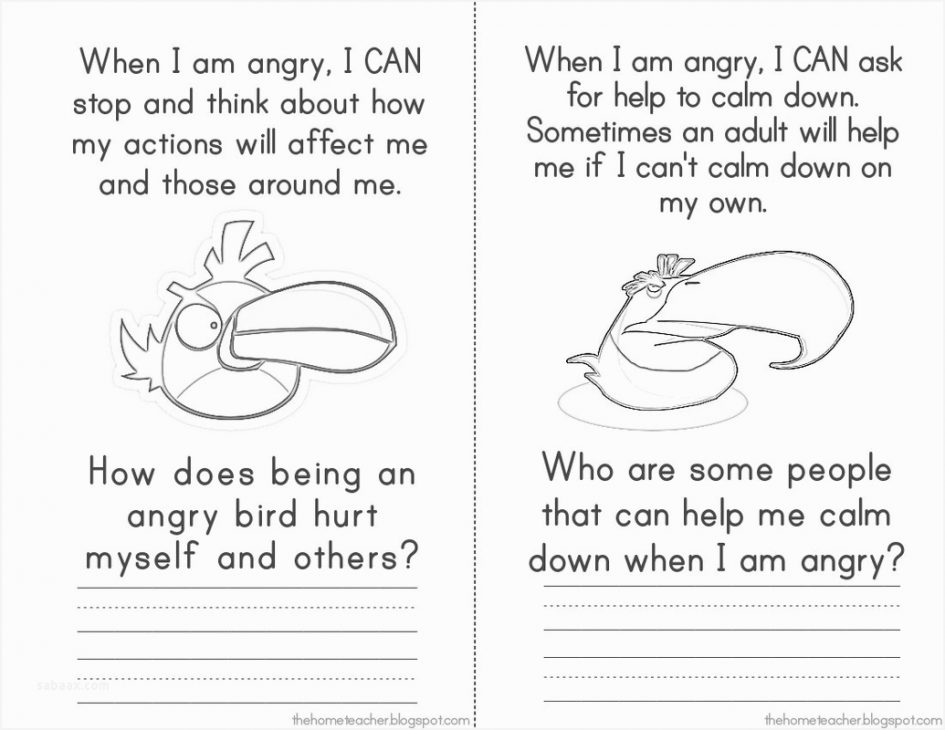 When I am angry, I CAN
stop and think about how
my actions will affect me
and those around me.
How does being an
angry bird hurt
myself and others?
sabaax.com
thehometeacher.blogspot.com
When I am angry, I CAN ask
for help to calm down.
Sometimes an adult will help
me if I can't calm down on
my own.
Who are some people
that can help me calm
down when I am angry?
thehometeacher.blogspot.com